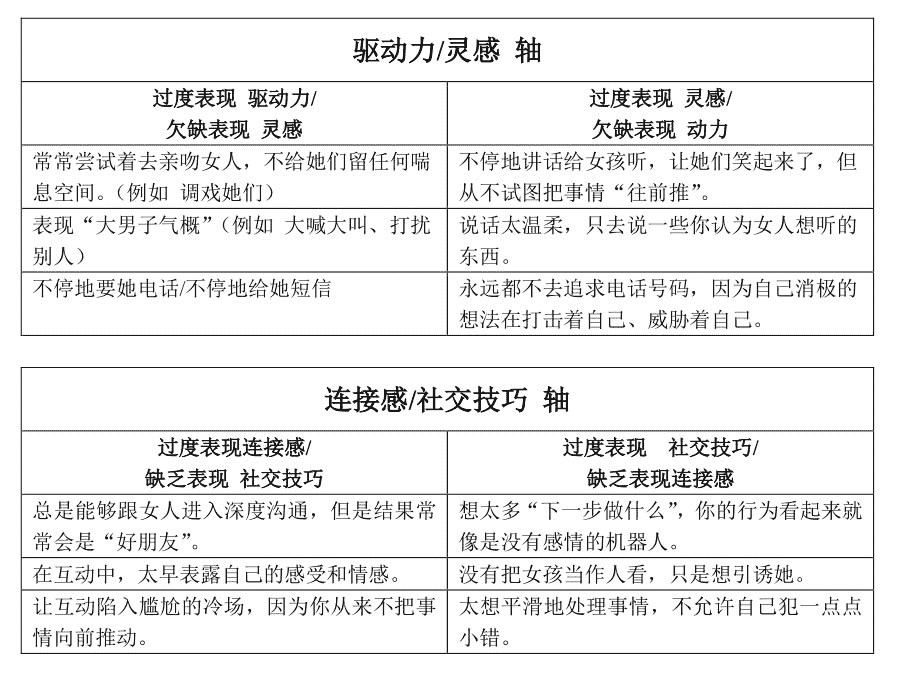 驱动力/灵感 轴
过度表现 驱动力/
欠缺表现 灵感
过度表现 灵感/
欠缺表现 动力
常常尝试着去亲吻女人，不给她们留任何喘
息空间。（例如 调戏她们）
不停地讲话给女孩听，让她们笑起来了，但
从不试图把事情“往前推”。
表现“大男子气概”（例如 大喊大叫、打扰
别人）
说话太温柔，只去说一些你认为女人想听的
东西。
不停地要她电话/不停地给她短信
永远都不去追求电话号码，因为自己消极的
想法在打击着自己、威胁着自己。
连接感/社交技巧 轴
过度表现连接感/
缺乏表现 社交技巧
过度表现 社交技巧/
缺乏表现连接感
总是能够跟女人进入深度沟通，但是结果常
常会是“好朋友”。
想太多“下一步做什么”，你的行为看起来就
像是没有感情的机器人。
在互动中，太早表露自己的感受和情感。
没有把女孩当作人看，只是想引诱她。
让互动陷入尴尬的冷场，因为你从来不把事
情向前推动。
太想平滑地处理事情，不允许自己犯一点点
小错。